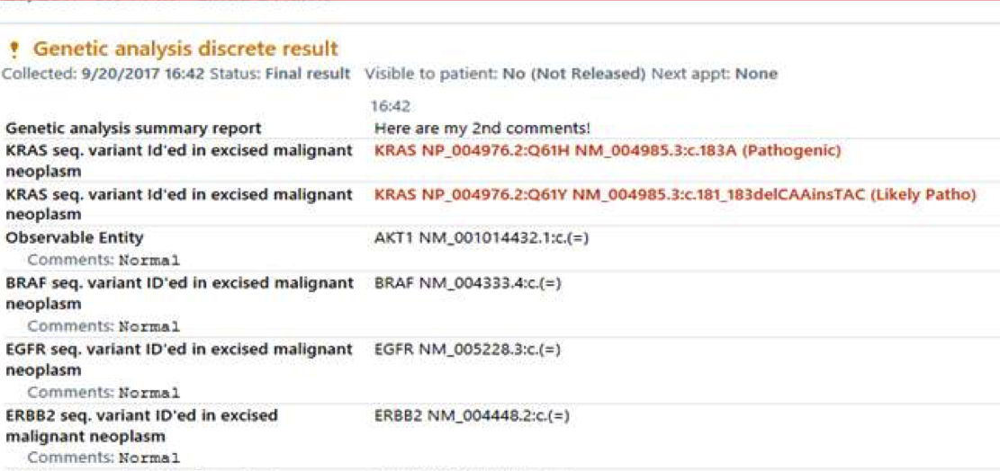 Genetic analysis discrete result
Collected: 9/20/2017 16:42 Status: Final result Visible to patient: No (Not Released) Next appt: None
16:42
Genetic analysis summary report Here are my 2nd comments!
KRAS seq. variant Id'ed in excised malignant KRAS NP_004976.2:Q61H NM_004985.3:c.183A (Pathogenic)
neoplasm
KRAS seq. variant Id'ed in excised malignant KRAS NP_004976.2:Q61Y NM_004985.3:c.181_183delCAAinsTAC (Likely Patho)
neoplasm
Observable Entity AKT1 NM_001014432.1:c.(=)
Comments: Normal
BRAF seq. variant ID'ed in excised malignant BRAF NM_004333.4:c.(=)
neoplasm
Comments: Normal
EGFR seq. variant ID'ed in excised malignant EGFR NM_005228.3:c.(=)
neoplasm
Comments: Normal
ERBB2 seq. variant ID'ed in excised ERBB2 NM_004448.2:c.(=)
malignant neoplasm
Comments: Normal